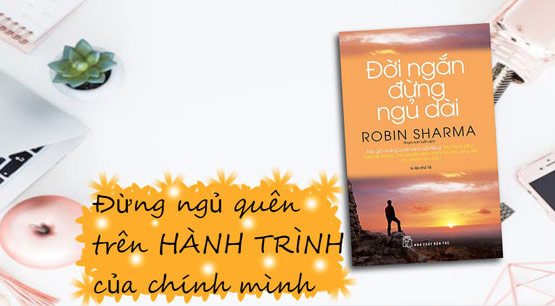 Đời ngắn
đừng
ngủ dài
ROBIN SHARMA
Đừng ngủ quên
trên HÀNH TRÌNH
của chính mình